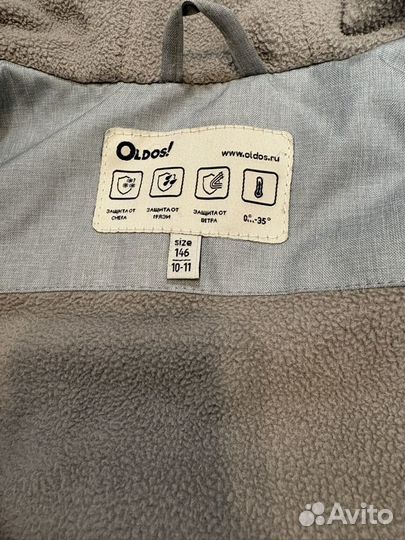 OLDOS!
www.oldos.ru
ЗАЩИТА ОТ СНЕГА
ЗАЩИТА ОТ ГРЯЗИ
ЗАЩИТА ОТ ВЕТРА
0°...-35°
size
146
10-11
Avito